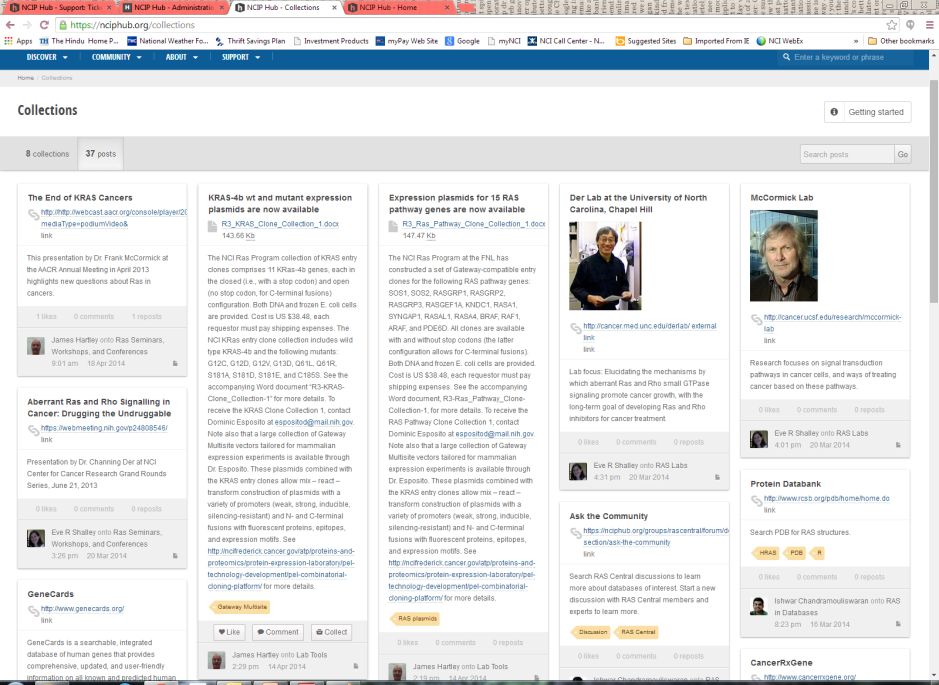 NCIP Hub - Support: Tick
NCIP Hub - Administrati
NCIP Hub - Collections
NCIP Hub - Home
https://nciphub.org/collections
Apps
The Hindu Home P...
National Weather Fo...
Thrift Savings Plan
Investment Products
myPay Web Site
Google
myNCI
NCI Call Center - N...
Suggested Sites
Imported From IE
NCI WebEx
»
Other bookmarks
DISCOVER
COMMUNITY
ABOUT
SUPPORT
Enter a keyword or phrase
Home / Collections
Collections
Getting started
8 collections
37 posts
Search posts
Go
The End of KRAS Cancers
http://http://webcast.aacr.org/console/player/20
mediaType=podiumVideo&
link
This presentation by Dr. Frank McCormick at
the AACR Annual Meeting in April 2013
highlights new questions about Ras in
cancers.
1 likes 0 comments 1 reposts
James Hartley onto Ras Seminars,
Workshops, and Conferences
9:01 am 18 Apr 2014
Aberrant Ras and Rho Signalling in
Cancer: Drugging the Undruggable
https://webmeeting.nih.gov/p24808546/
link
Presentation by Dr. Channing Der at NCI
Center for Cancer Research Grand Rounds
Series, June 21, 2013
0 likes 0 comments 0 reposts
Eve R Shalley onto Ras Seminars,
Workshops, and Conferences
3:26 pm 20 Mar 2014
GeneCards
http://www.genecards.org/
link
GeneCards is a searchable, integrated
database of human genes that provides
comprehensive, updated, and user-friendly
information on all known and predicted human
KRAS-4b wt and mutant expression
plasmids are now available
R3_KRAS_Clone_Collection_1.docx
143.66 Kb
The NCI Ras Program collection of KRAS entry
clones comprises 11 KRas-4b genes, each in
the closed (i.e., with a stop codon) and open
(no stop codon, for C-terminal fusions)
configuration. Both DNA and frozen E. coli cells
are provided. Cost is US $38.48, each
requestor must pay shipping expenses. The
NCI KRas entry clone collection includes wild
type KRAS-4b and the following mutants:
G12C, G12D, G12V, G13D, Q61L, Q61R,
S181A, S181D, S181E, and C185S. See the
accompanying Word document "R3-KRAS-
Clone_Collection-1" for more details. To
receive the KRAS Clone Collection 1, contact
Dominic Esposito at espositod@mail.nih.gov.
Note also that a large collection of Gateway
Multisite vectors tailored for mammalian
expression experiments is available through
Dr. Esposito. These plasmids combined with
the KRAS entry clones allow mix – react –
transform construction of plasmids with a
variety of promoters (weak, strong, inducible,
silencing-resistant) and N- and C-terminal
fusions with fluorescent proteins, epitopes,
and expression motifs. See
http://ncifrederick.cancer.gov/atp/proteins-and-
proteomics/protein-expression-laboratory/pel-
technology-development/pel-combinatorial-
cloning-platform/ for more details.
Gateway Multisite
Like
Comment
Collect
James Hartley onto Lab Tools
2:29 pm 14 Apr 2014
Expression plasmids for 15 RAS
pathway genes are now available
R3_Ras_Pathway_Clone_Collection_1.docx
147.47 Kb
The NCI Ras Program at the FNL has
constructed a set of Gateway-compatible entry
clones for the following RAS pathway genes:
SOS1, SOS2, RASGRP1, RASGRP2,
RASGRP3, RASGEF1A, KNDC1, RASA1,
SYNGAP1, RASAL1, RASA4, BRAF, RAF1,
ARAF, and PDE6D. All clones are available
with and without stop codons (the latter
configuration allows for C-terminal fusions).
Both DNA and frozen E.coli cells are provided.
Cost is US $38.48, each requestor must pay
shipping expenses. See the accompanying
Word document, R3-Ras_Pathway_Clone-
Collection-1, for more details. To receive the
RAS Pathway Clone Collection 1, contact
Dominic Esposito at espositod@mail.nih.gov.
Note also that a large collection of Gateway
Multisite vectors tailored for mammalian
expression experiments is available through
Dr. Esposito. These plasmids combined with
the KRAS entry clones allow mix – react –
transform construction of plasmids with a
variety of promoters (weak, strong, inducible,
silencing-resistant) and N- and C-terminal
fusions with fluorescent proteins, epitopes,
and expression motifs. See
http://ncifrederick.cancer.gov/atp/proteins-and-
proteomics/protein-expression-laboratory/pel-
technology-development/pel-combinatorial-
cloning-platform/ for more details.
RAS plasmids
0 likes 0 comments 0 reposts
James Hartley onto Lab Tools
2:19 pm 14 Apr 2014
Der Lab at the University of North
Carolina, Chapel Hill
http://cancer.med.unc.edu/derlab/ external
link
link
Lab focus: Elucidating the mechanisms by
which aberrant Ras and Rho small GTPase
signaling promote cancer growth, with the
long-term goal of developing Ras and Rho
inhibitors for cancer treatment.
0 likes 0 comments 0 reposts
Eve R Shalley onto RAS Labs
4:31 pm 20 Mar 2014
Ask the Community
https://nciphub.org/groups/rascentral/forum/d
section/ask-the-community
link
Search RAS Central discussions to learn
more about databases of interest. Start a new
discussion with RAS Central members and
experts to learn more.
Discussion
RAS Central
0 likes 0 comments 0 reposts
Ishwar Chandramouliswaran onto RAS
McCormick Lab
http://cancer.ucsf.edu/research/mccormick-
lab
link
Research focuses on signal transduction
pathways in cancer cells, and ways of treating
cancer based on these pathways.
0 likes 0 comments 0 reposts
Eve R Shalley onto RAS Labs
4:01 pm 20 Mar 2014
Protein Databank
http://www.rcsb.org/pdb/home/home.do
link
Search PDB for RAS structures.
HRAS
PDB
R
0 likes 0 comments 0 reposts
Ishwar Chandramouliswaran onto RAS
in Databases
8:23 pm 16 Mar 2014
CancerRxGene
http://www.cancerrxgene.org/